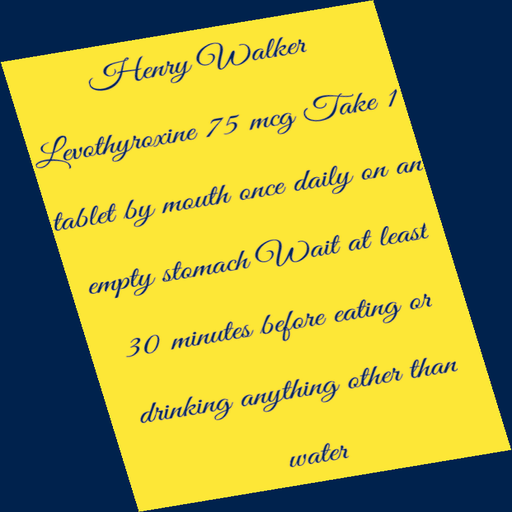 Henry Walker
Levothyroxine 75 mcg Take 1
tablet by mouth once daily on an
empty stomach Wait at least
30 minutes before eating or
drinking anything other than
water